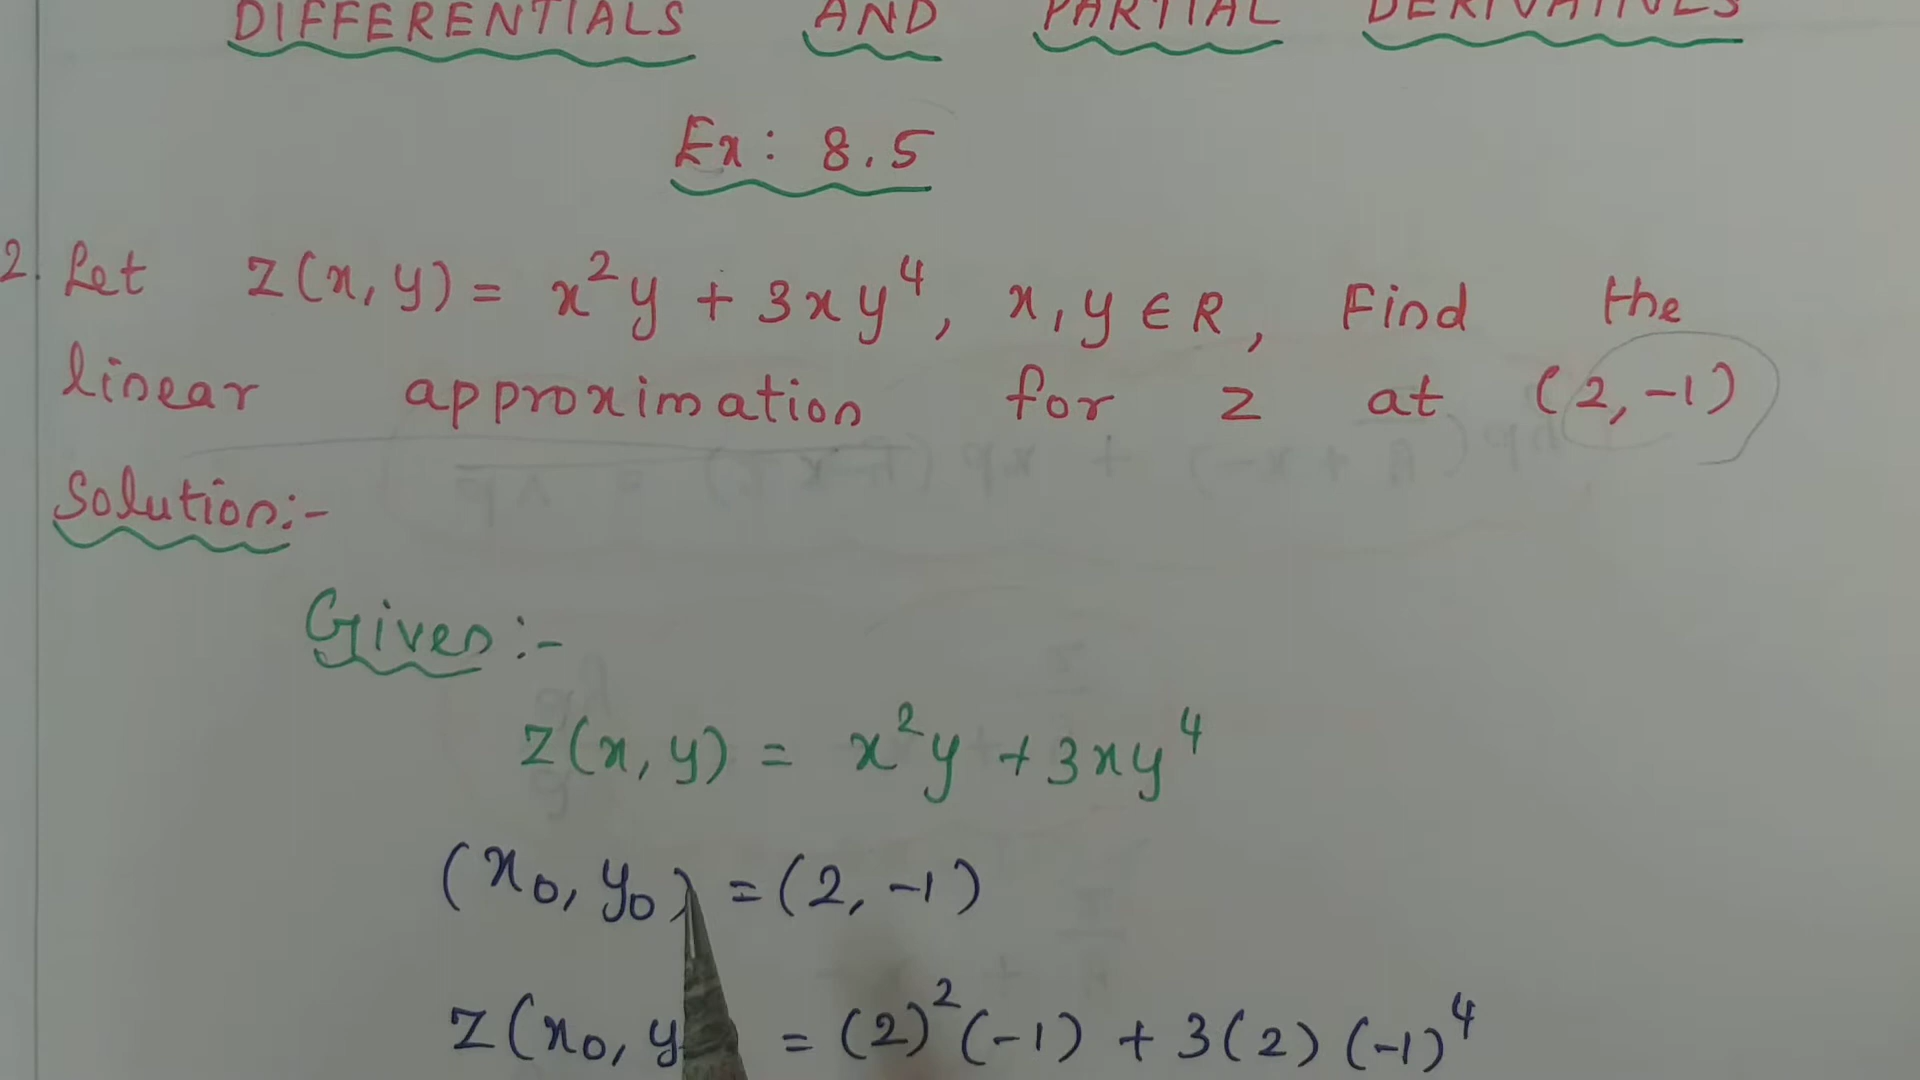 DIFFERENTIALS AND PARTIAL DERIVATIVES
Ex: 8.5
2. Let z(x, y) = x²y + 3xy⁴, x, y ∈ R, Find the
linear approximation for z at (2, -1)
Solution:-
Given:-
z(x, y) = x²y + 3xy⁴
(x₀, y₀) = (2, -1)
z(x₀, y = (2)²(-1) + 3(2)(-1)⁴